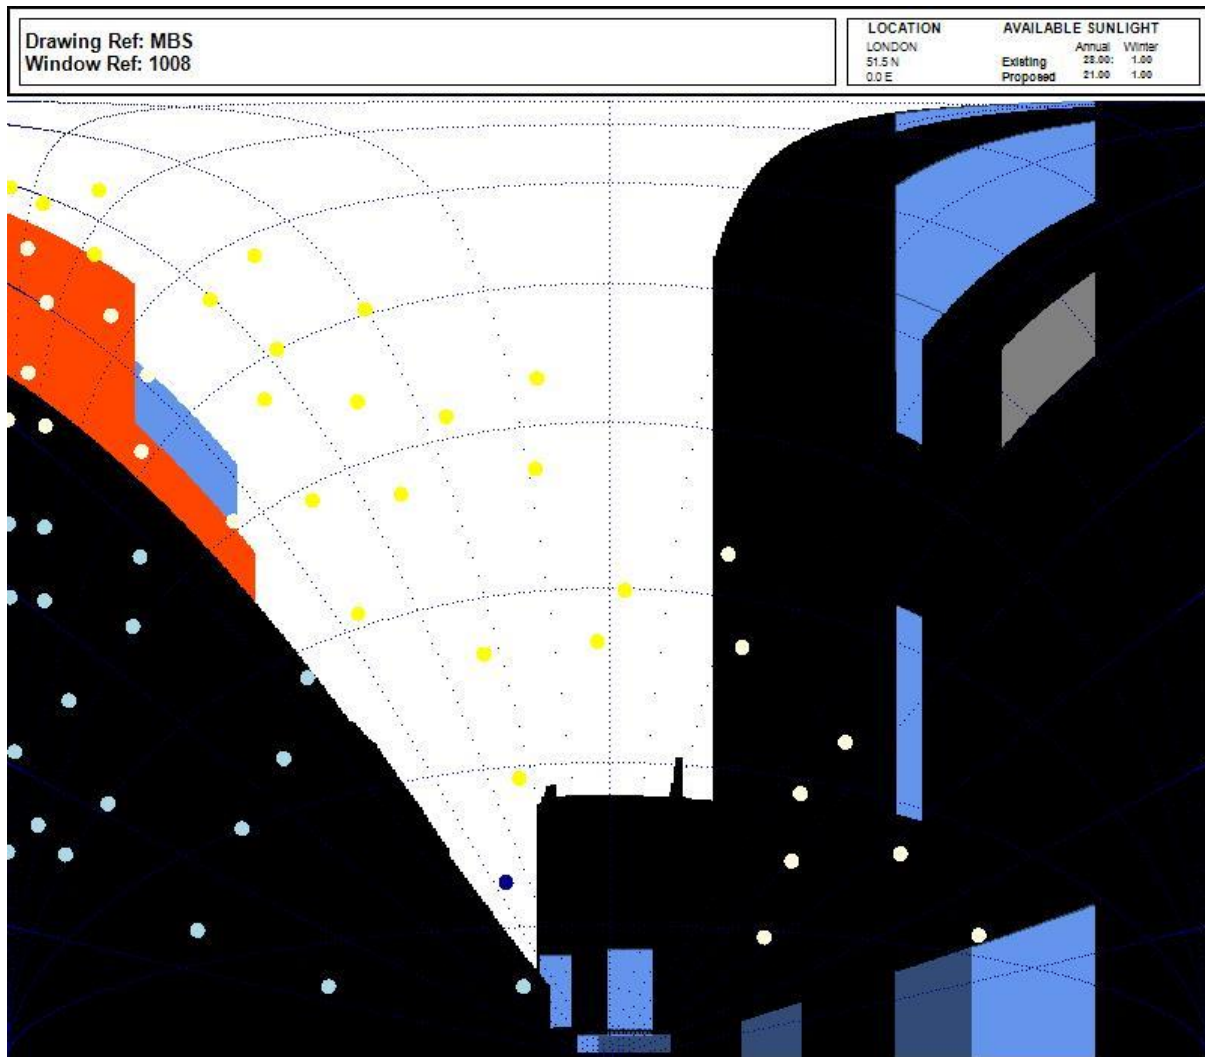 Drawing Ref: MBS
Window Ref: 1008
LOCATION
LONDON
51.5 N
0.0 E
AVAILABLE SUNLIGHT
Annual Winter
Existing 28.00: 1.00
Proposed 21.00 1.00